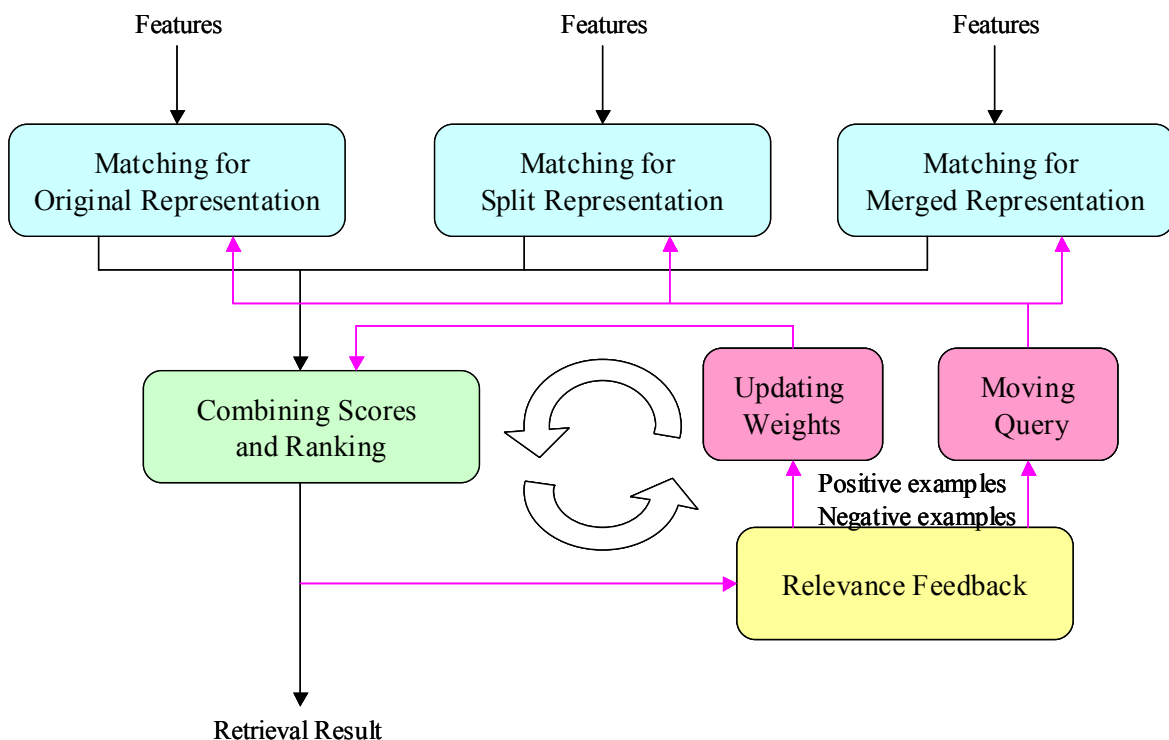 Features
Features
Features
Matching for
Original Representation
Matching for
Split Representation
Matching for
Merged Representation
Combining Scores
and Ranking
Updating
Weights
Moving
Query
Positive examples
Negative examples
Relevance Feedback
Retrieval Result